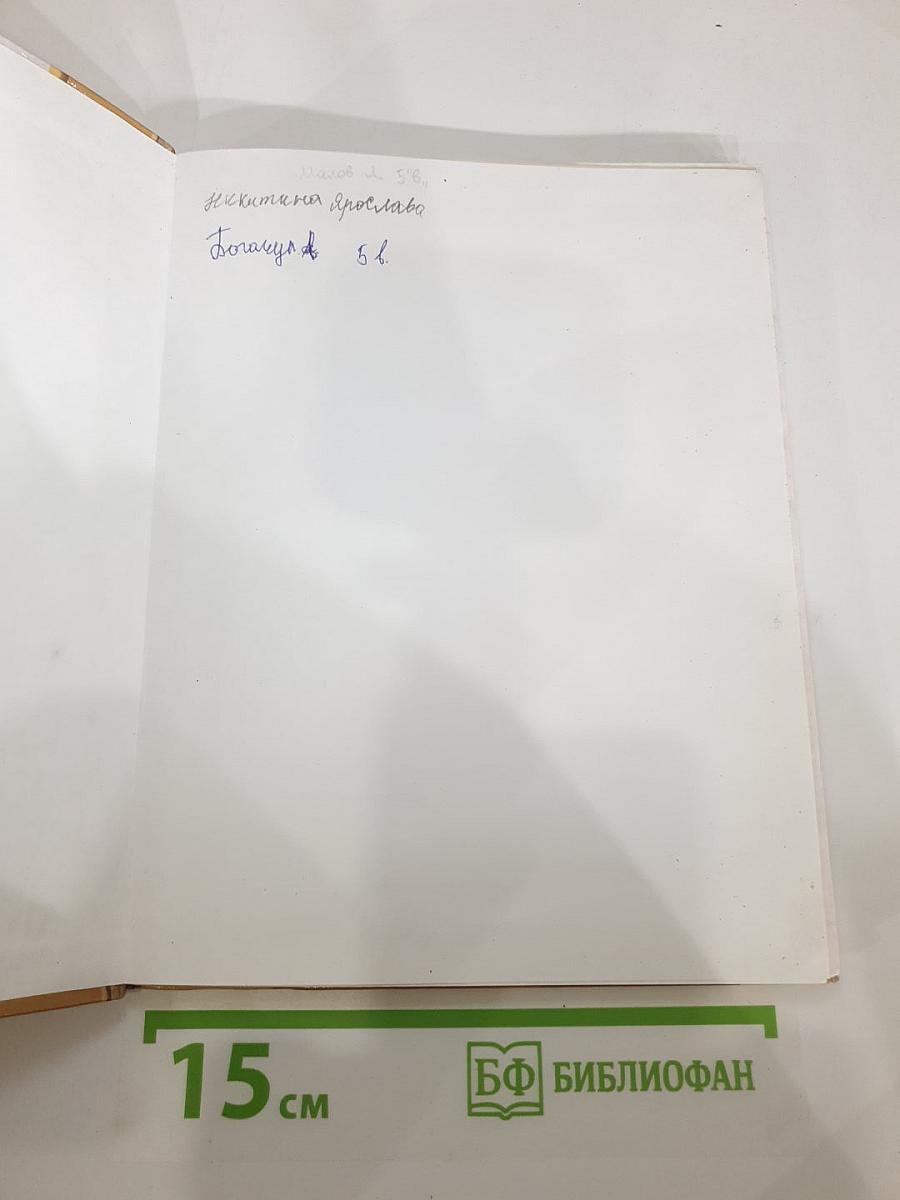 Малов Я. 5"в„
Никитина Ярослава
5 в.
15 см
БФ БИБЛИОФАН